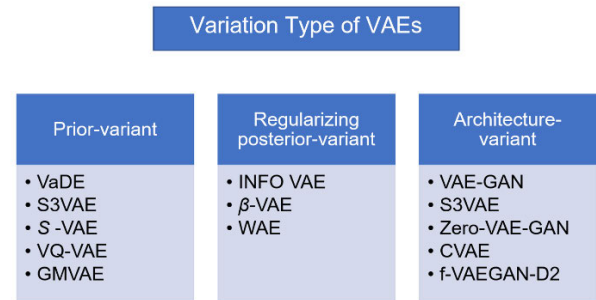 Variation Type of VAEs
Prior-variant
• VaDE
• S3VAE
• S -VAE
• VQ-VAE
• GMVAE
Regularizing
posterior-variant
• INFO VAE
• β-VAE
• WAE
Architecture-
variant
• VAE-GAN
• S3VAE
• Zero-VAE-GAN
• CVAE
• f-VAEGAN-D2